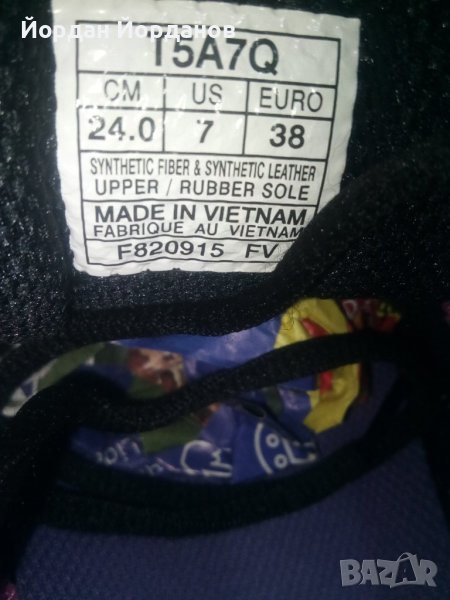 Йордан Йорданов
T5A7Q
CM US EURO
24.0 7 38
SYNTHETIC FIBER & SYNTHETIC LEATHER
UPPER / RUBBER SOLE
MADE IN VIETNAM
FABRIQUE AU VIETNAM
F820915 FV
BAZAR